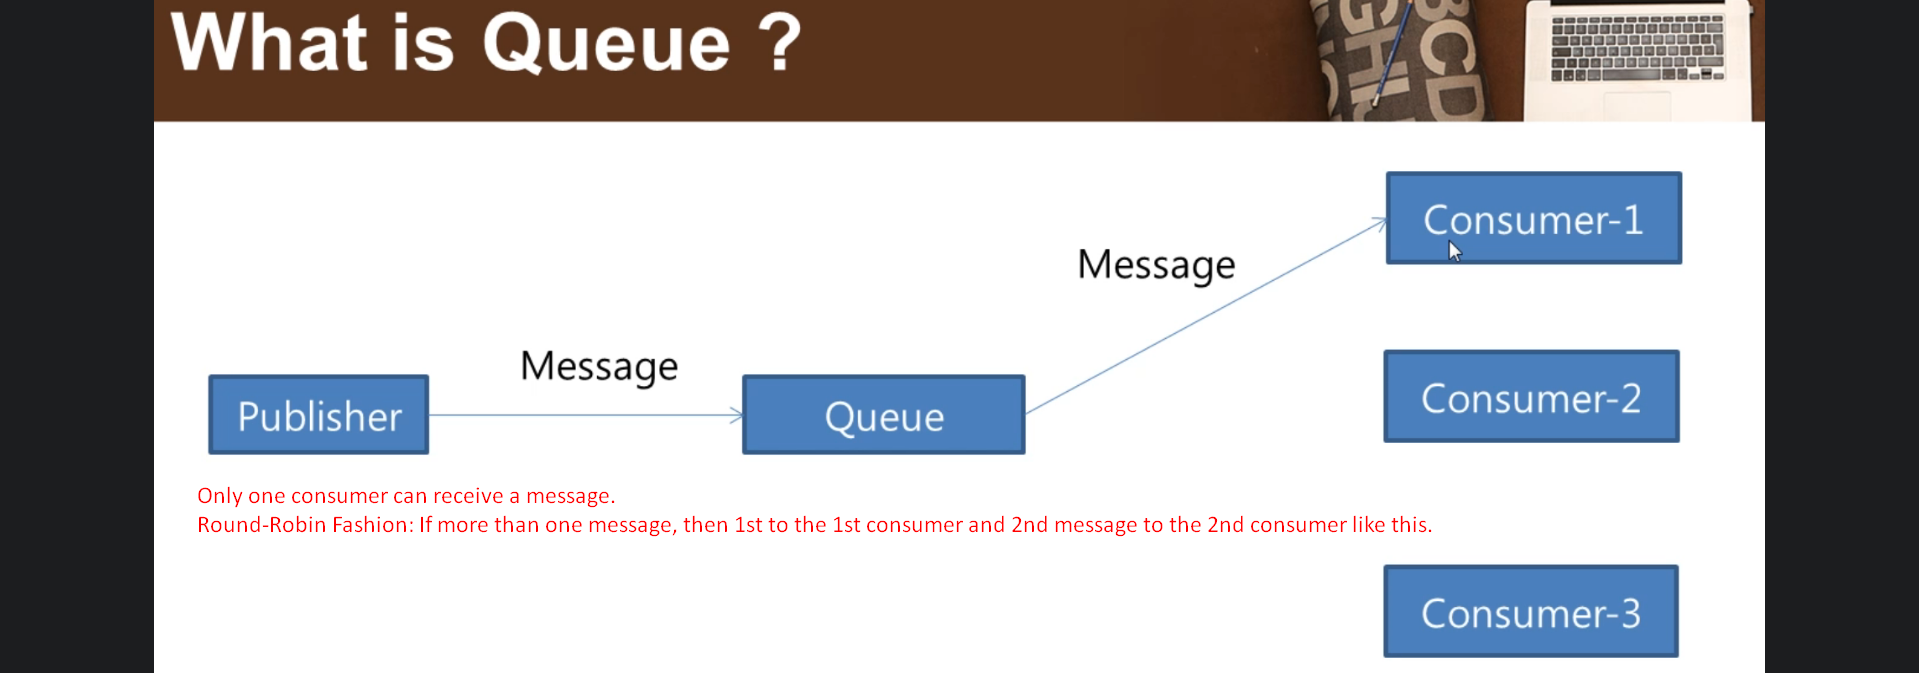 What is Queue ?
BCD
GHIJ
Consumer-1
Message
Message
Consumer-2
Publisher
Queue
Only one consumer can receive a message.
Round-Robin Fashion: If more than one message, then 1st to the 1st consumer and 2nd message to the 2nd consumer like this.
Consumer-3